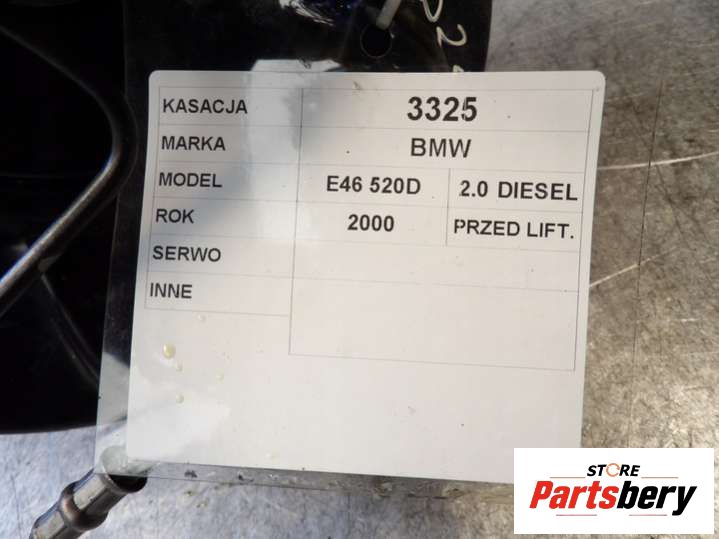 KASACJA 3325
MARKA BMW
MODEL E46 520D 2.0 DIESEL
ROK 2000 PRZED LIFT.
SERWO
INNE
STORE
Partsbery